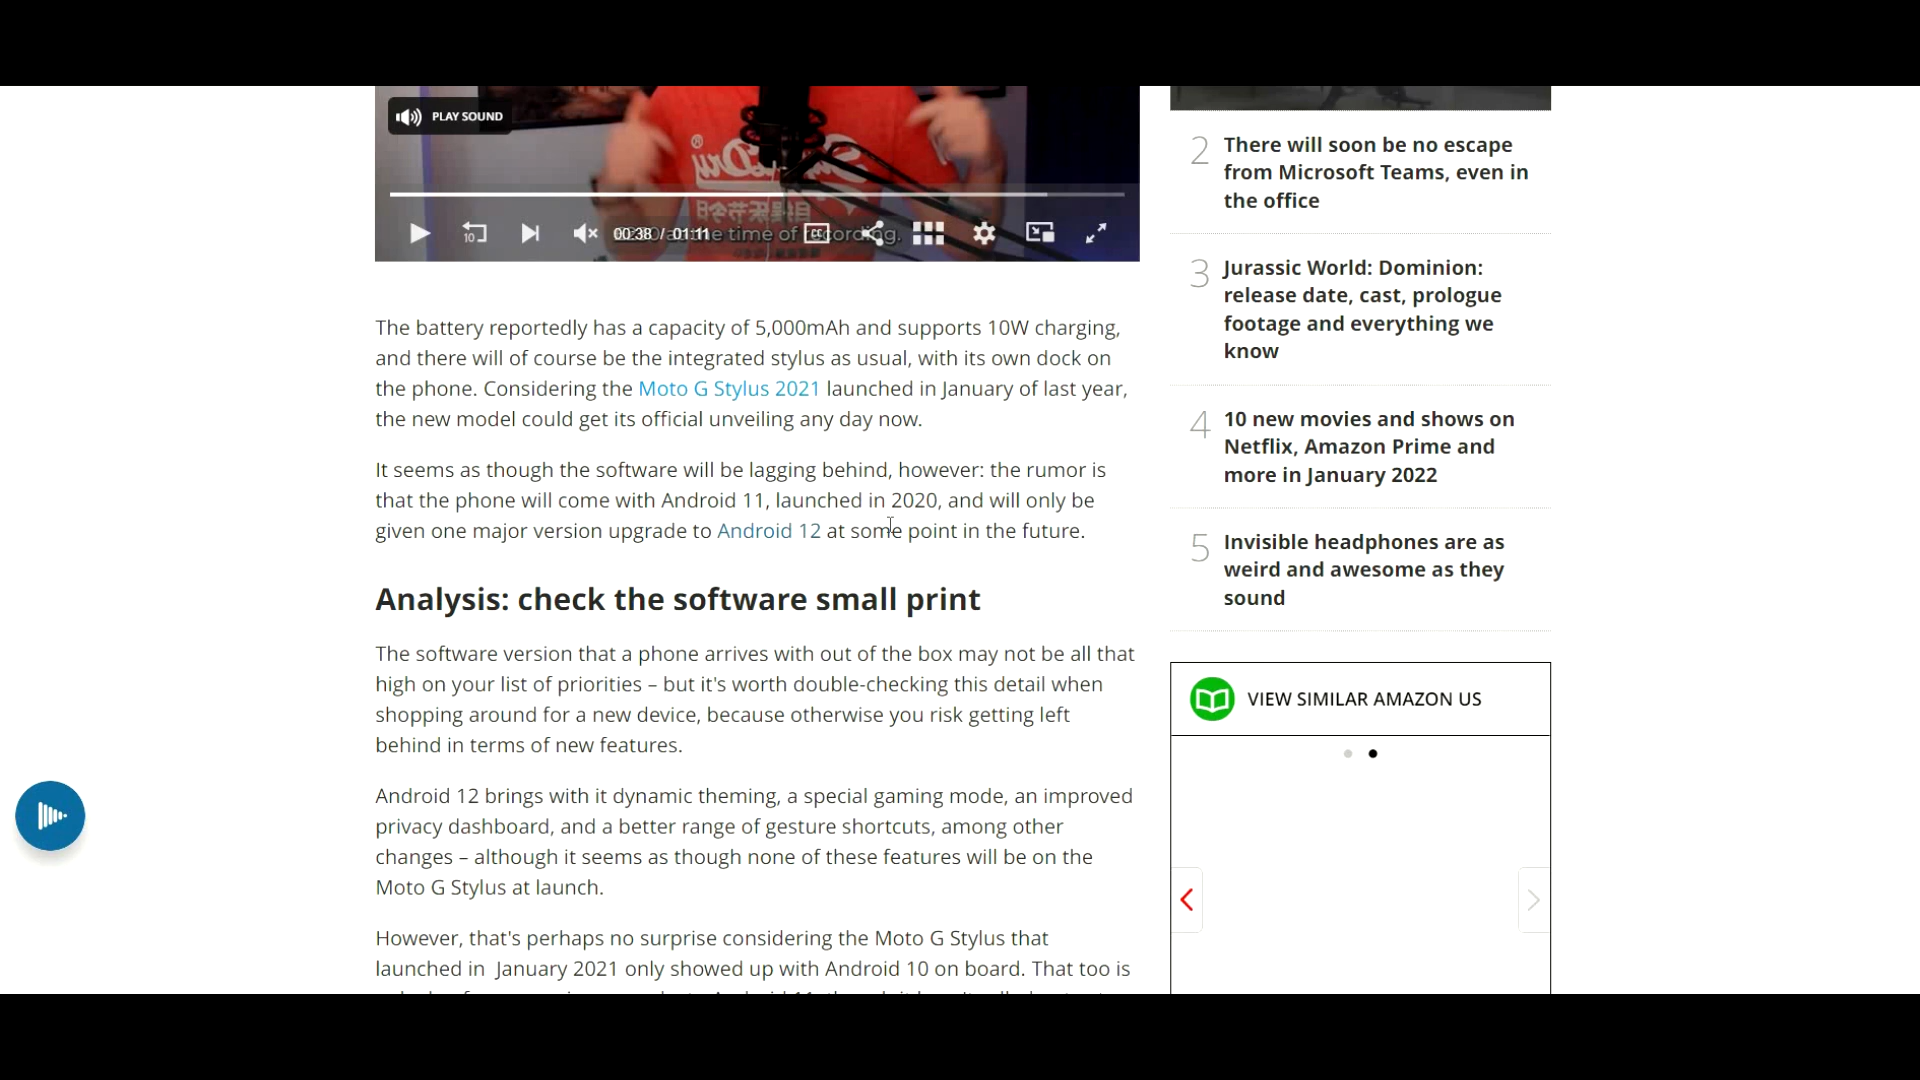 PLAY SOUND
10
00:38 / 01:11
CC
The battery reportedly has a capacity of 5,000mAh and supports 10W charging,
and there will of course be the integrated stylus as usual, with its own dock on
the phone. Considering the Moto G Stylus 2021 launched in January of last year,
the new model could get its official unveiling any day now.
It seems as though the software will be lagging behind, however: the rumor is
that the phone will come with Android 11, launched in 2020, and will only be
given one major version upgrade to Android 12 at some point in the future.
Analysis: check the software small print
The software version that a phone arrives with out of the box may not be all that
high on your list of priorities – but it's worth double-checking this detail when
shopping around for a new device, because otherwise you risk getting left
behind in terms of new features.
Android 12 brings with it dynamic theming, a special gaming mode, an improved
privacy dashboard, and a better range of gesture shortcuts, among other
changes – although it seems as though none of these features will be on the
Moto G Stylus at launch.
However, that's perhaps no surprise considering the Moto G Stylus that
launched in January 2021 only showed up with Android 10 on board. That too is
2 There will soon be no escape
from Microsoft Teams, even in
the office
3 Jurassic World: Dominion:
release date, cast, prologue
footage and everything we
know
4 10 new movies and shows on
Netflix, Amazon Prime and
more in January 2022
5 Invisible headphones are as
weird and awesome as they
sound
VIEW SIMILAR AMAZON US